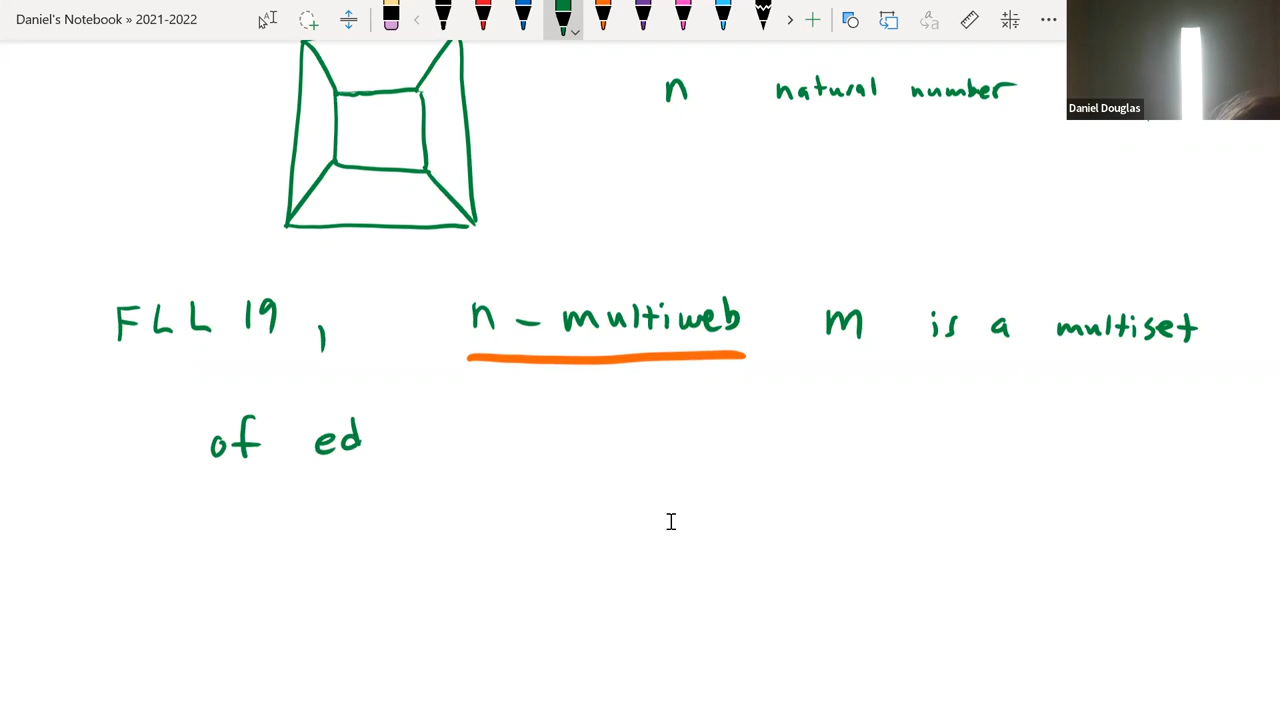 Daniel's Notebook » 2021-2022
Daniel Douglas
n natural number
FLL 19, n - multiweb m is a multiset
of ed